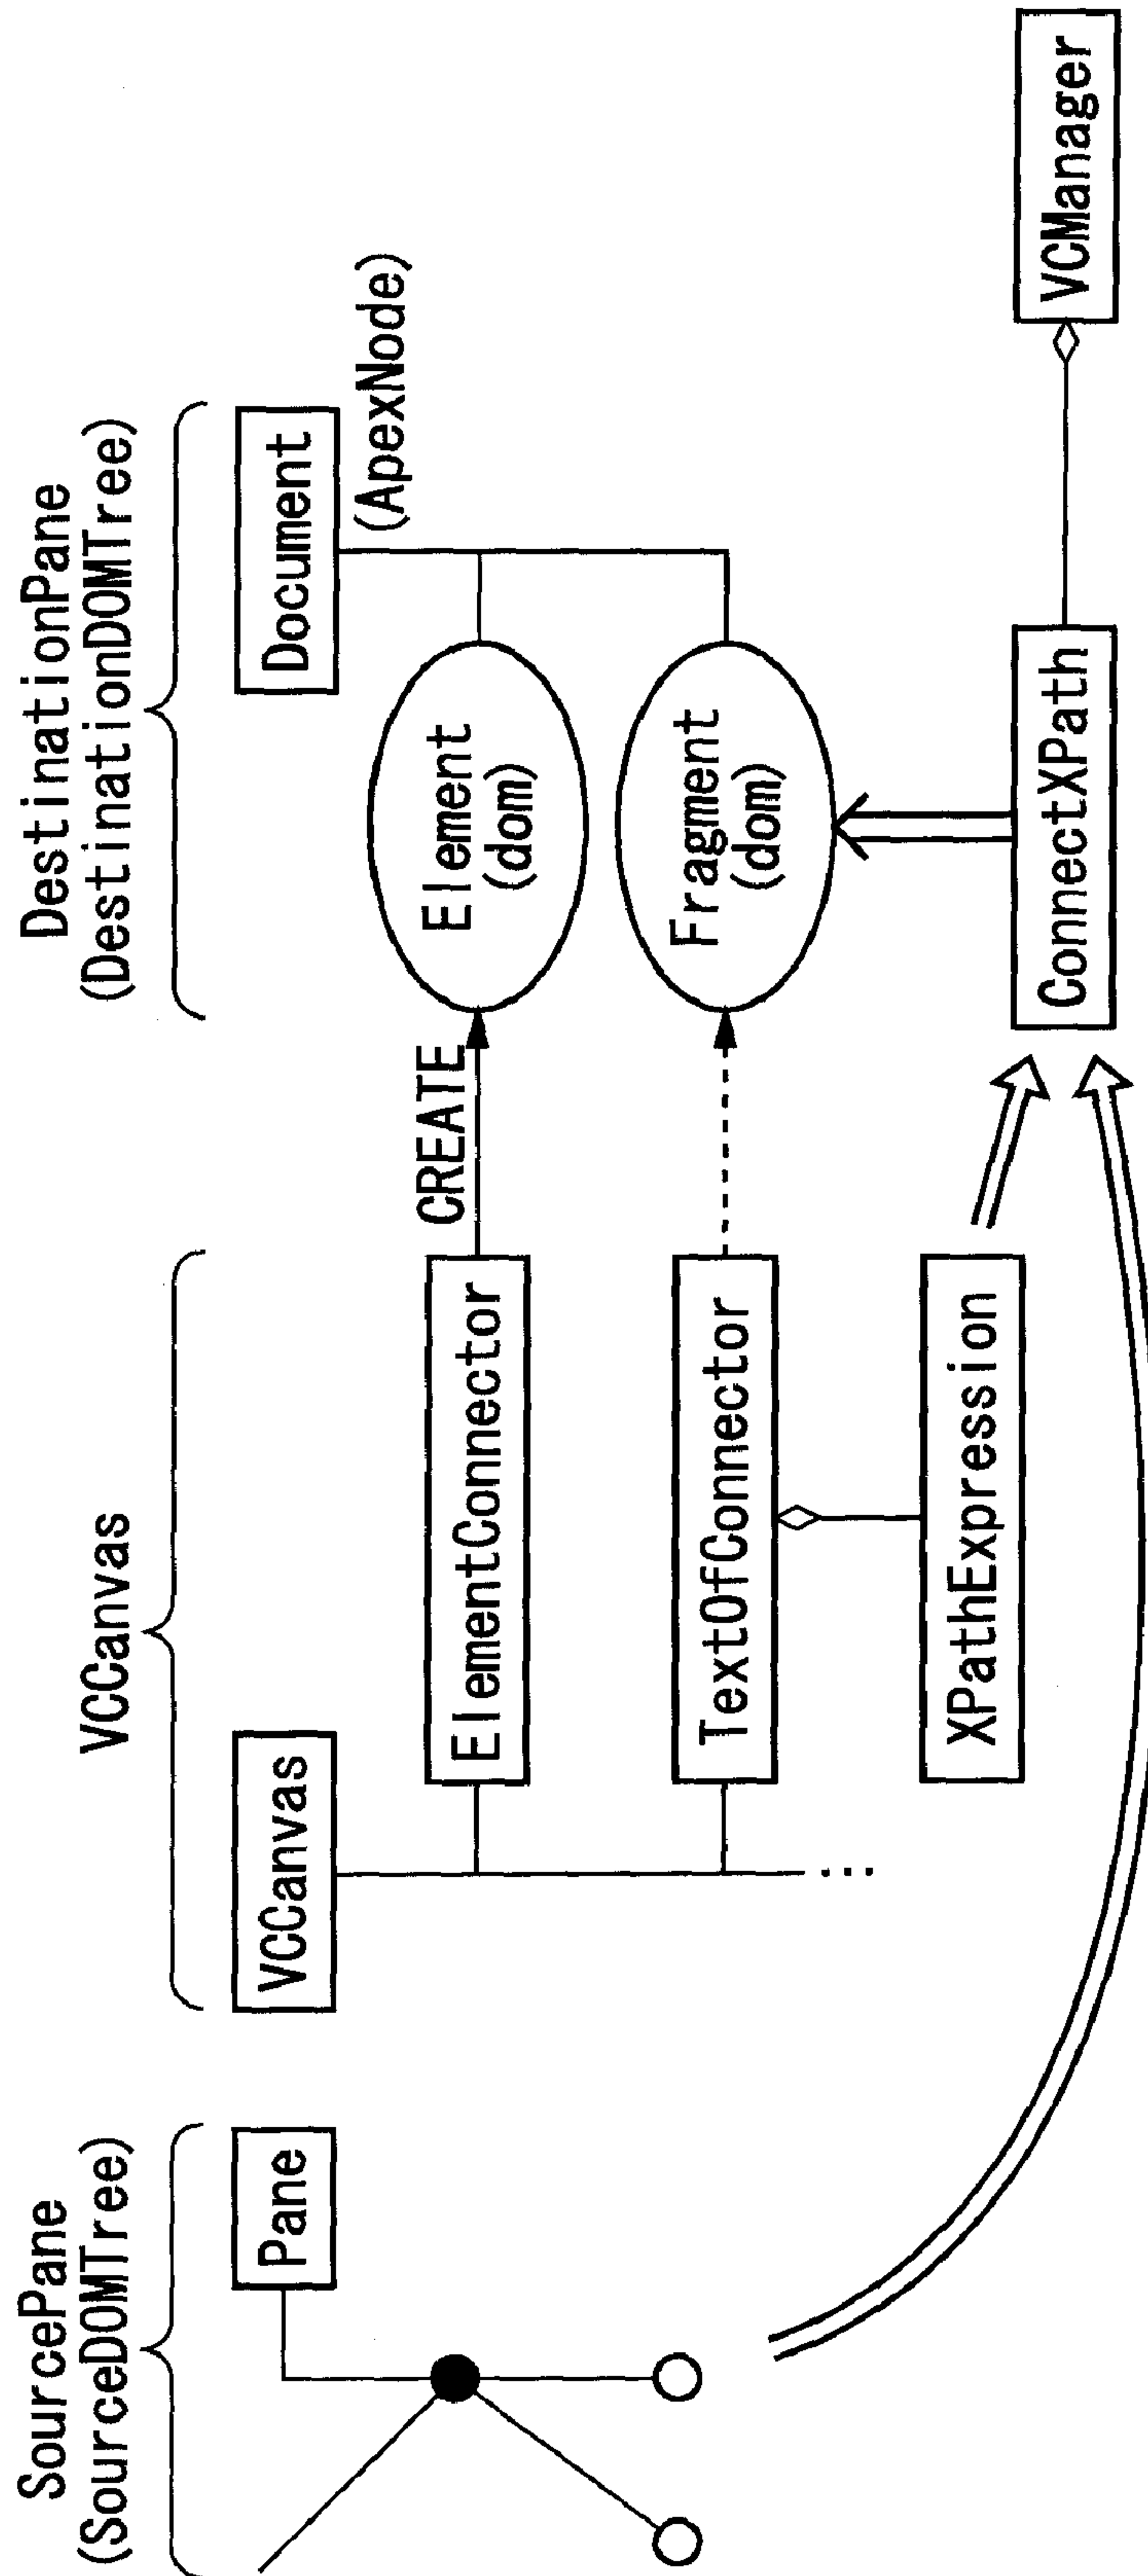 SourcePane
(SourceDOMTree)
Pane
VCCanvas
VCCanvas
ElementConnector
TextOfConnector
XPathExpression
...
CREATE
DestinationPane
(DestinationDOMTree)
Document
(ApexNode)
Element
(dom)
Fragment
(dom)
ConnectXPath
VCManager